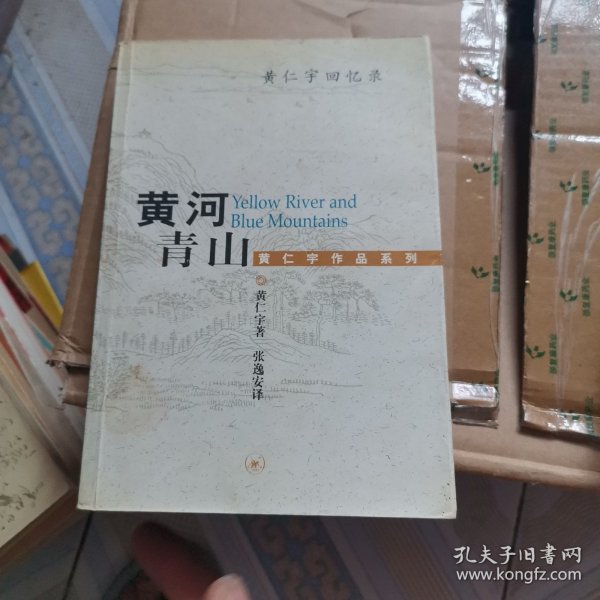 黄仁宇回忆录
黄河
青山
Yellow River and
Blue Mountains
黄仁宇作品系列
黄仁宇著 张逸安译
孔夫子旧书网
www.kongfz.com